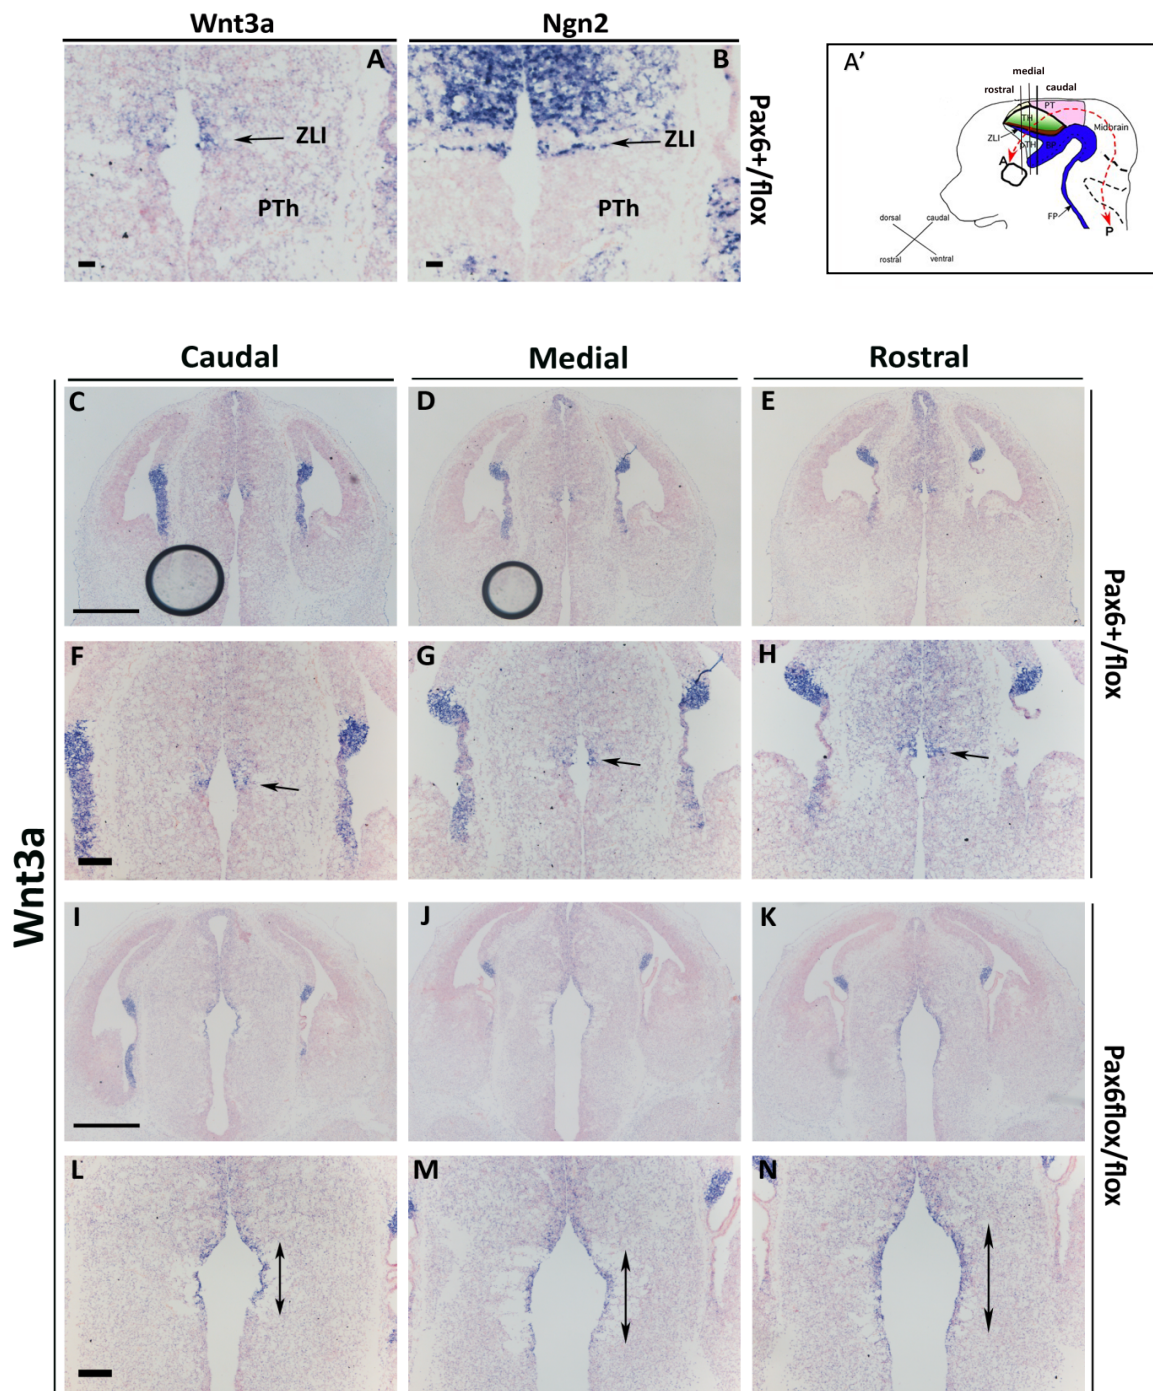 Wnt3a
Ngn2
A
B
ZLI
ZLI
PTh
PTh
Pax6+/flox
A'
medial
rostral
caudal
PT
TH
ZLI
Midbrain
pTH
A
FP
P
dorsal
caudal
rostral
ventral
Caudal
Medial
Rostral
C
D
E
F
G
H
Pax6+/flox
Wnt3a
I
J
K
L
M
N
Pax6flox/flox